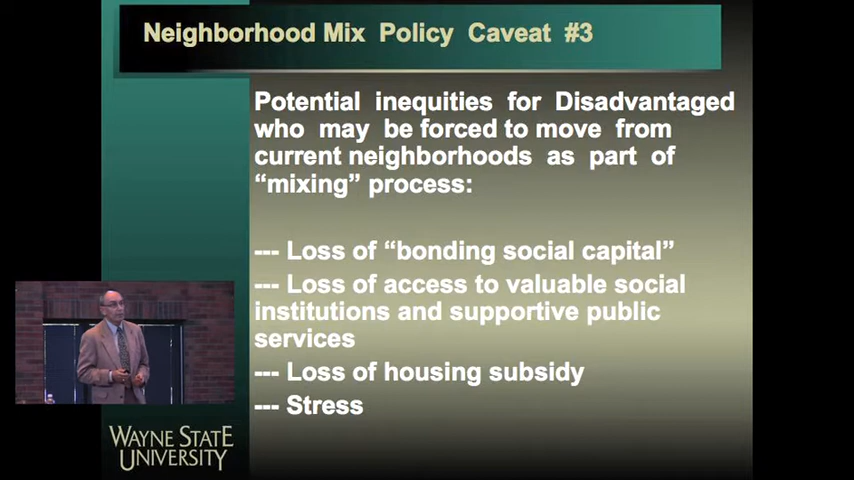 Neighborhood Mix Policy Caveat #3
Potential inequities for Disadvantaged
who may be forced to move from
current neighborhoods as part of
“mixing” process:
--- Loss of “bonding social capital”
--- Loss of access to valuable social
institutions and supportive public
services
--- Loss of housing subsidy
--- Stress
WAYNE STATE
UNIVERSITY